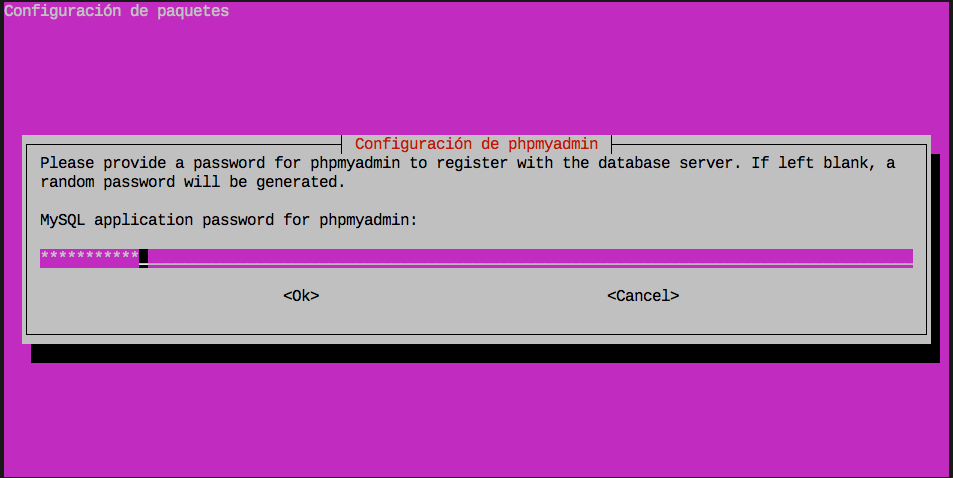 Configuración de paquetes
Configuración de phpmyadmin
Please provide a password for phpmyadmin to register with the database server. If left blank, a
random password will be generated.
MySQL application password for phpmyadmin:
***********
<Ok> <Cancel>